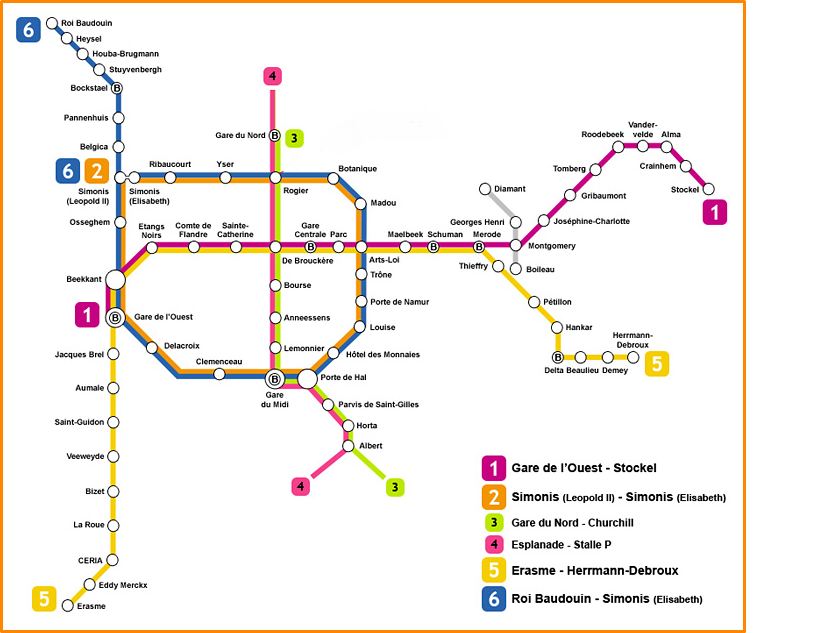 6
Roi Baudouin
Heysel
Houba-Brugmann
Stuyvenbergh
Bockstael
B
Pannenhuis
Belgica
6
2
Simonis
(Leopold II)
Simonis
(Elisabeth)
Ribaucourt
Yser
4
Gare du Nord
B
3
Rogier
Botanique
Madou
Osseghem
Etangs
Noirs
Comte de
Flandre
Sainte-
Catherine
De Brouckère
Gare
Centrale
B
Parc
Arts-Loi
Maelbeek
Schuman
B
Merode
B
Montgomery
Diamant
Georges Henri
Boileau
Joséphine-Charlotte
Gribaumont
Tomberg
Roodebeek
Vander-
velde
Alma
Crainhem
Stockel
1
Beekkant
1
B
Gare de l'Ouest
Delacroix
Clemenceau
Bourse
Anneessens
Lemonnier
B
Gare
du Midi
Trône
Porte de Namur
Louise
Hôtel des Monnaies
Porte de Hal
Parvis de Saint-Gilles
Horta
Albert
4
3
Thieffry
Pétillon
Hankar
B
Delta
Beaulieu
Demey
Herrmann-
Debroux
5
Jacques Brel
Aumale
Saint-Guidon
Veeweyde
Bizet
La Roue
CERIA
Eddy Merckx
Erasme
5
1 Gare de l'Ouest - Stockel
2 Simonis (Leopold II) - Simonis (Elisabeth)
3 Gare du Nord - Churchill
4 Esplanade - Stalle P
5 Erasme - Herrmann-Debroux
6 Roi Baudouin - Simonis (Elisabeth)